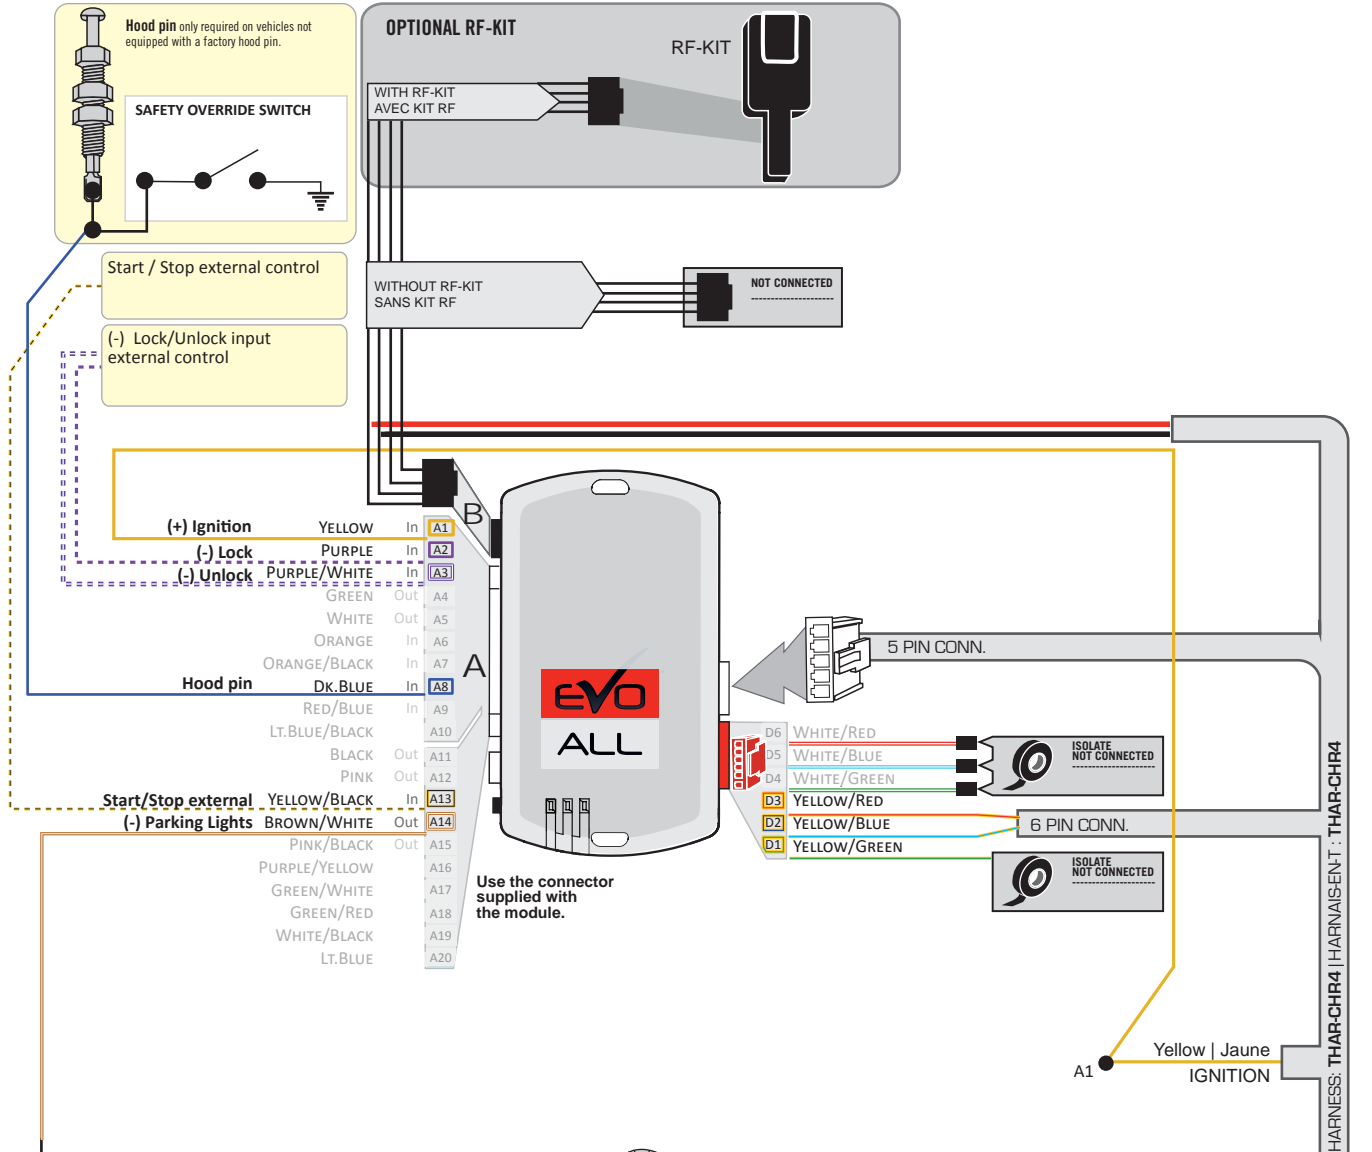 Hood pin only required on vehicles not
equipped with a factory hood pin.
SAFETY OVERRIDE SWITCH
OPTIONAL RF-KIT
RF-KIT
WITH RF-KIT
AVEC KIT RF
Start / Stop external control
WITHOUT RF-KIT
SANS KIT RF
NOT CONNECTED
(-) Lock/Unlock input
external control
B
A
(+) Ignition YELLOW In A1
(-) Lock PURPLE In A2
(-) Unlock PURPLE/WHITE In A3
GREEN Out A4
WHITE Out A5
ORANGE In A6
ORANGE/BLACK In A7
Hood pin DK.BLUE In A8
RED/BLUE In A9
LT.BLUE/BLACK A10
BLACK Out A11
PINK Out A12
Start/Stop external YELLOW/BLACK In A13
(-) Parking Lights BROWN/WHITE Out A14
PINK/BLACK Out A15
PURPLE/YELLOW A16
GREEN/WHITE A17
GREEN/RED A18
WHITE/BLACK A19
LT.BLUE A20
EVO
ALL
Use the connector
supplied with
the module.
5 PIN CONN.
D6 WHITE/RED
D5 WHITE/BLUE
D4 WHITE/GREEN
D3 YELLOW/RED
D2 YELLOW/BLUE
D1 YELLOW/GREEN
ISOLATE
NOT CONNECTED
6 PIN CONN.
ISOLATE
NOT CONNECTED
A1
Yellow | Jaune
IGNITION
HARNESS: THAR-CHR4 | HARNAIS-EN-T : THAR-CHR4